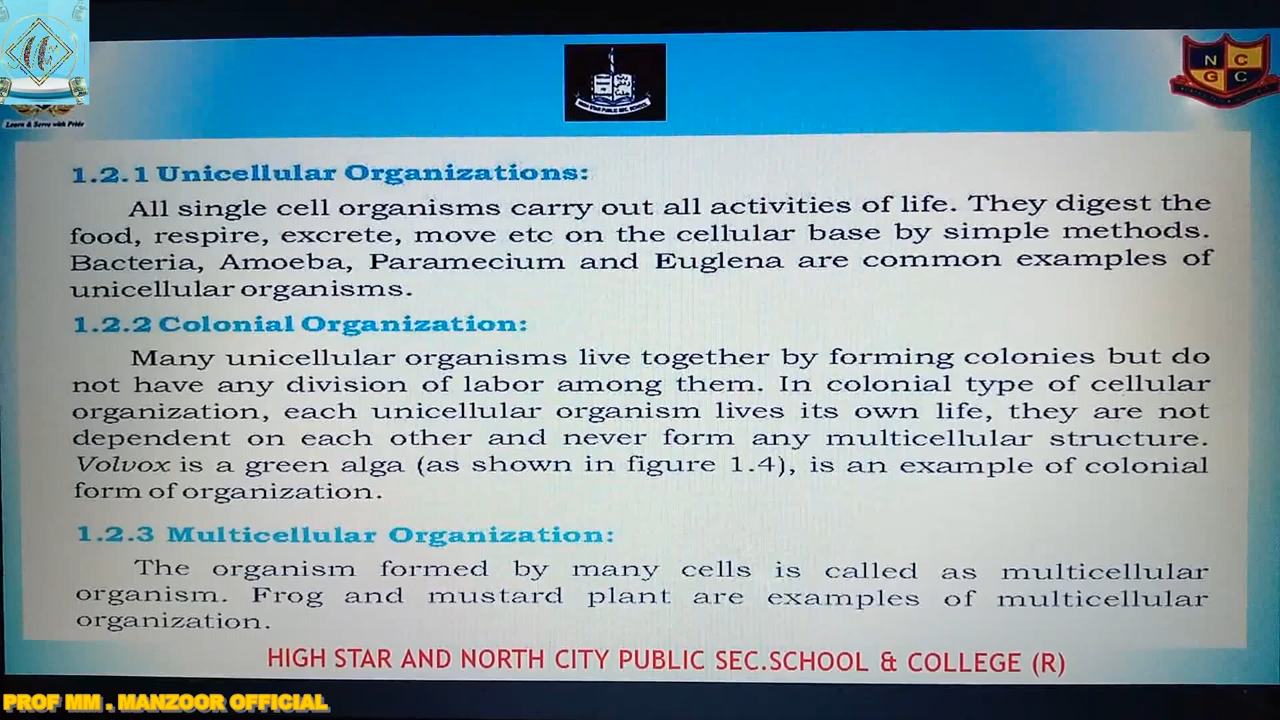 Learn & Serve with Pride
N C
G C
1.2.1 Unicellular Organizations:
All single cell organisms carry out all activities of life. They digest the
food, respire, excrete, move etc on the cellular base by simple methods.
Bacteria, Amoeba, Paramecium and Euglena are common examples of
unicellular organisms.
1.2.2 Colonial Organization:
Many unicellular organisms live together by forming colonies but do
not have any division of labor among them. In colonial type of cellular
organization, each unicellular organism lives its own life, they are not
dependent on each other and never form any multicellular structure.
Volvox is a green alga (as shown in figure 1.4), is an example of colonial
form of organization.
1.2.3 Multicellular Organization:
The organism formed by many cells is called as multicellular
organism. Frog and mustard plant are examples of multicellular
organization.
HIGH STAR AND NORTH CITY PUBLIC SEC.SCHOOL & COLLEGE (R)
PROF MM . MANZOOR OFFICIAL